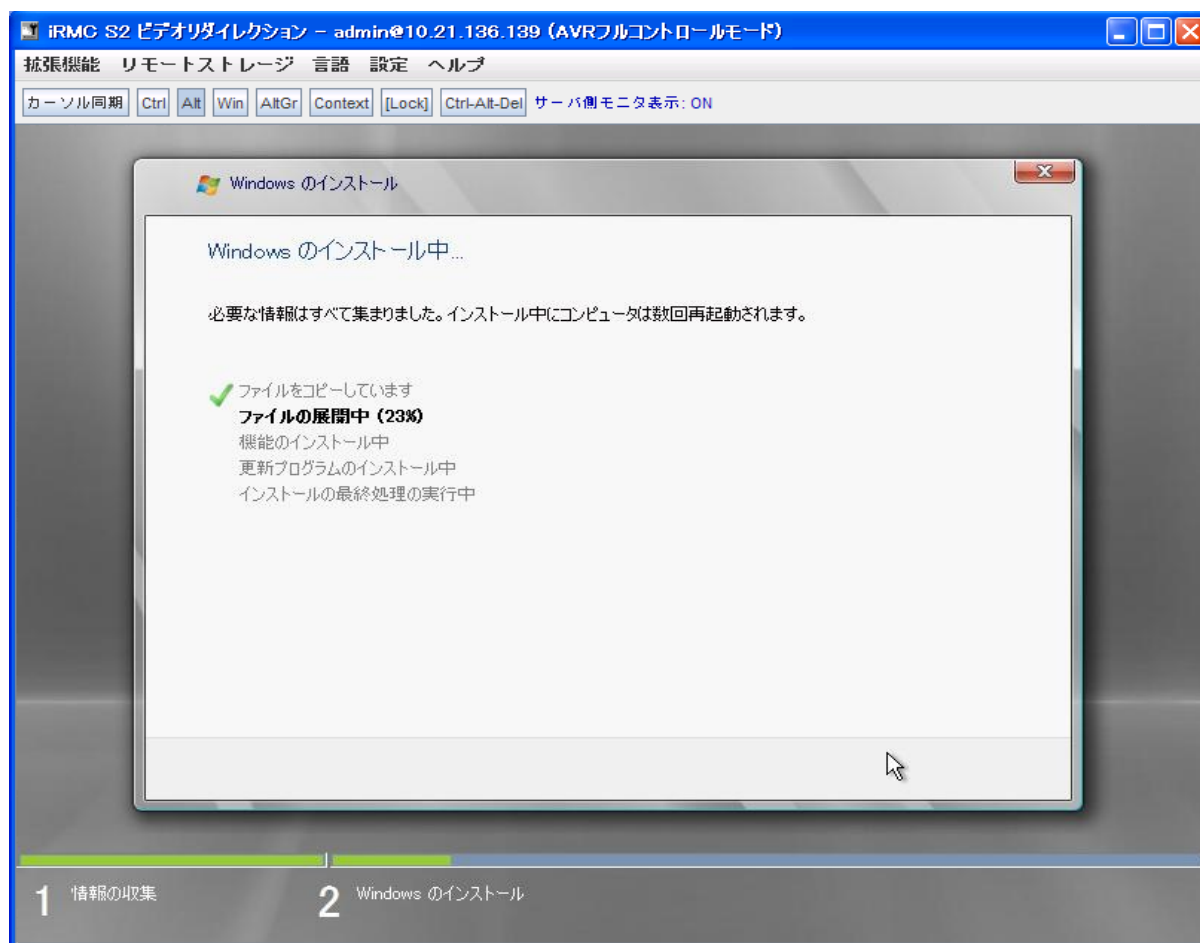 iRMC S2 ビデオリダイレクション - admin@10.21.136.139 (AVRフルコントロールモード)
拡張機能 リモートストレージ 言語 設定 ヘルプ
カーソル同期 Ctrl Alt Win AltGr Context [Lock] Ctrl-Alt-Del サーバ側モニタ表示: ON
Windows のインストール
Windows のインストール中...
必要な情報はすべて集まりました。インストール中にコンピュータは数回再起動されます。
ファイルをコピーしています
ファイルの展開中 (23%)
機能のインストール中
更新プログラムのインストール中
インストールの最終処理の実行中
1 情報の収集 2 Windows のインストール